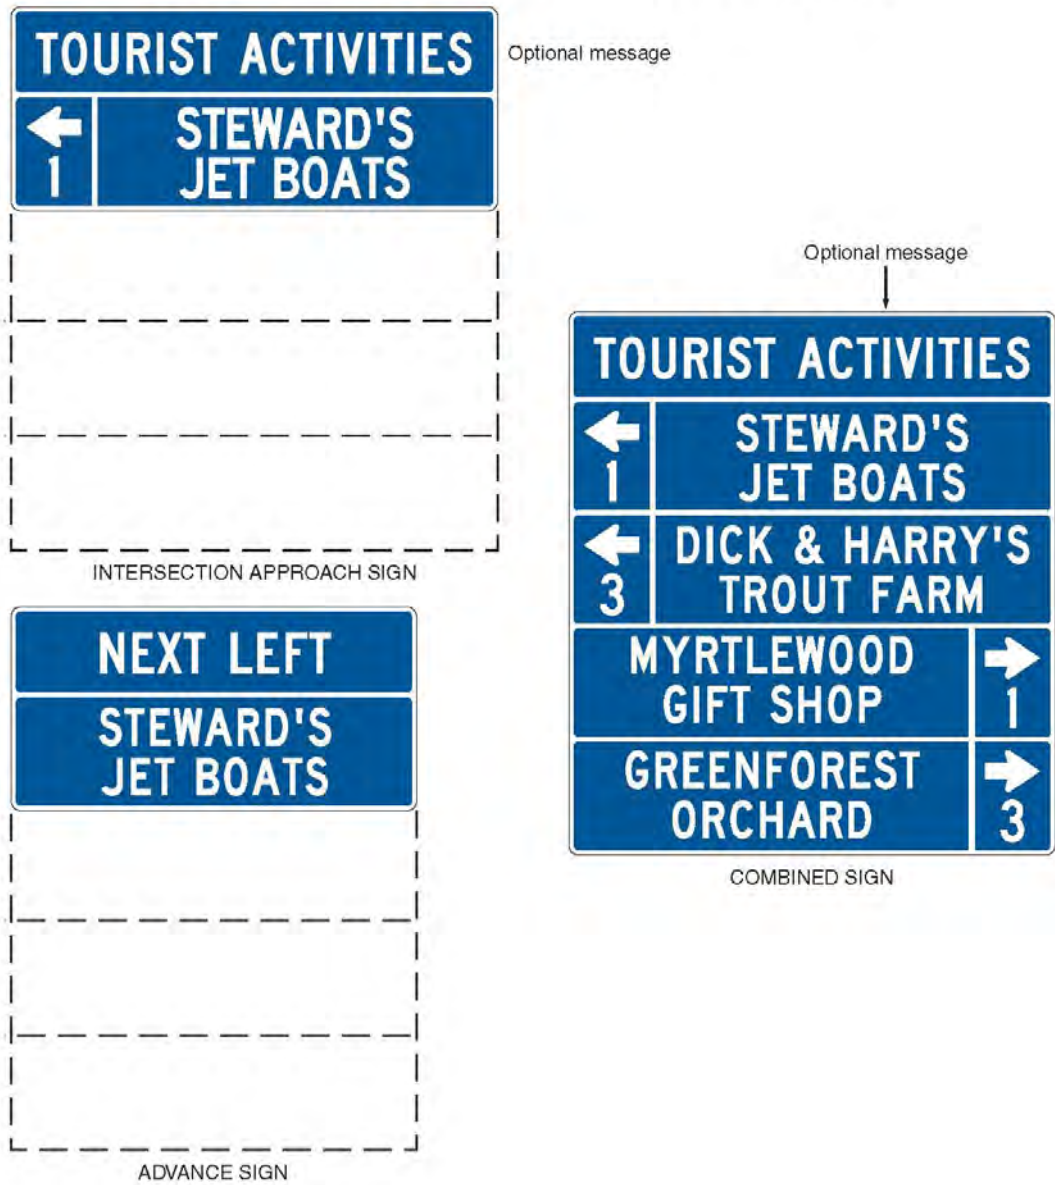 TOURIST ACTIVITIES
Optional message
STEWARD'S
JET BOATS
1
INTERSECTION APPROACH SIGN
NEXT LEFT
STEWARD'S
JET BOATS
ADVANCE SIGN
Optional message
TOURIST ACTIVITIES
STEWARD'S
1 JET BOATS
DICK & HARRY'S
3 TROUT FARM
MYRTLEWOOD
GIFT SHOP 1
GREENFOREST
ORCHARD 3
COMBINED SIGN